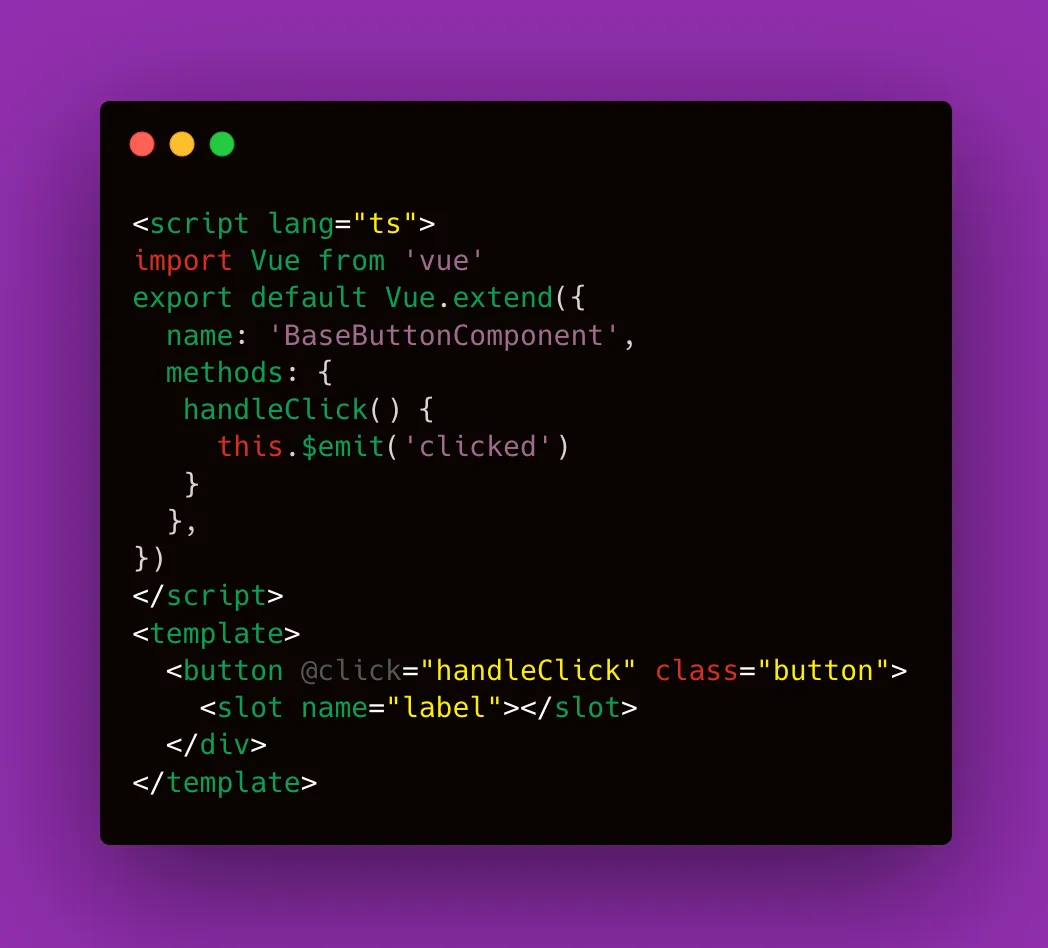 <script lang="ts">
import Vue from 'vue'
export default Vue.extend({
  name: 'BaseButtonComponent',
  methods: {
   handleClick() {
     this.$emit('clicked')
   }
  },
})
</script>
<template>
  <button @click="handleClick" class="button">
    <slot name="label"></slot>
  </div>
</template>